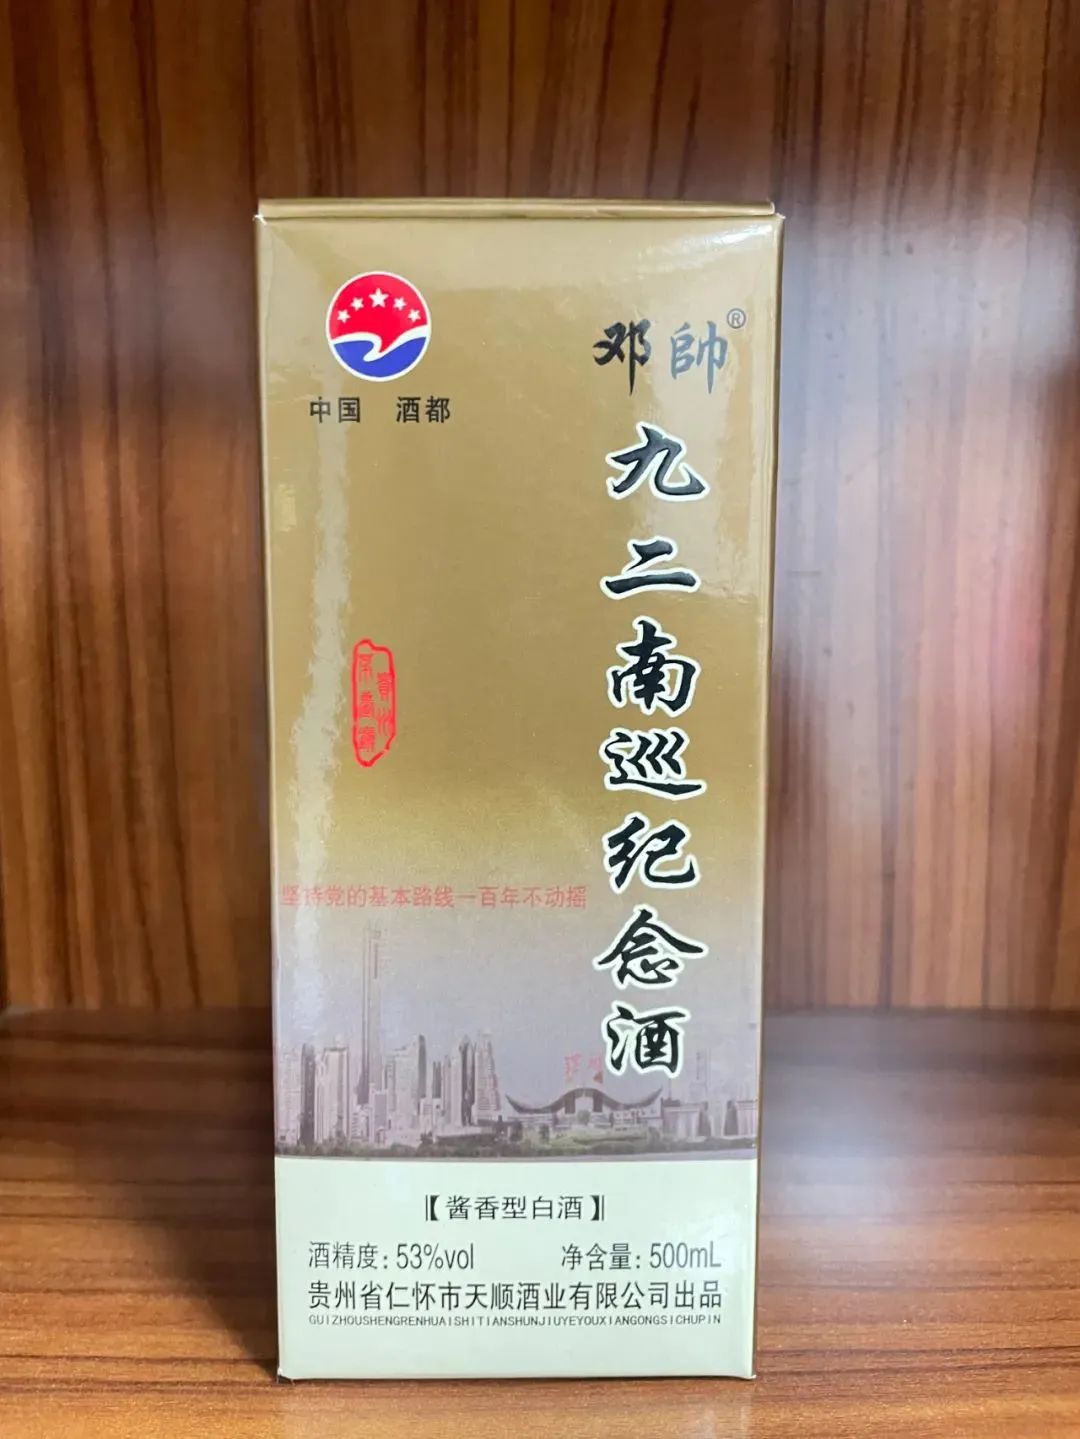 中国 酒都
邓帥®
九二南巡纪念酒
坚持党的基本路线一百年不动摇
【酱香型白酒】
酒精度:53%vol 净含量:500mL
贵州省仁怀市天顺酒业有限公司出品
GUIZHOUSHENGRENHUAISHITIANSHUNJIUYEYOUXIANGONGSICHUPIN